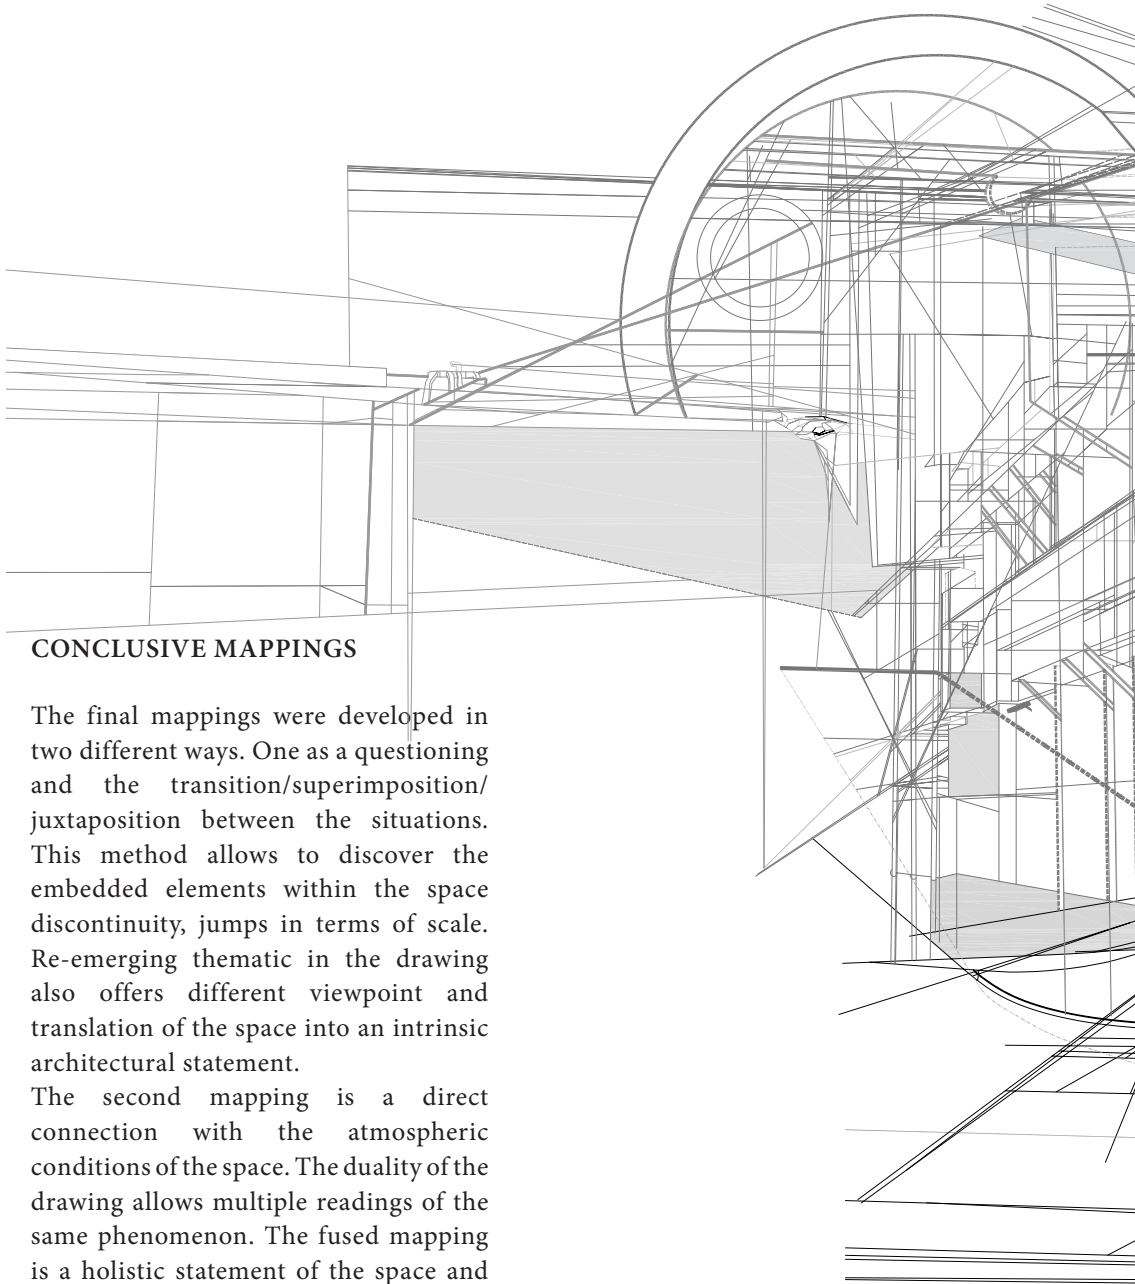 CONCLUSIVE MAPPINGS
The final mappings were developed in
two different ways. One as a questioning
and the transition/superimposition/
juxtaposition between the situations.
This method allows to discover the
embedded elements within the space
discontinuity, jumps in terms of scale.
Re-emerging thematic in the drawing
also offers different viewpoint and
translation of the space into an intrinsic
architectural statement.
The second mapping is a direct
connection with the atmospheric
conditions of the space. The duality of the
drawing allows multiple readings of the
same phenomenon. The fused mapping
is a holistic statement of the space and